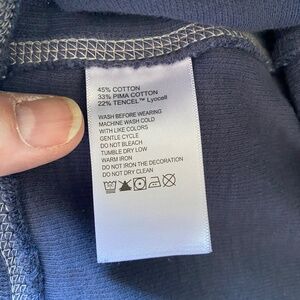 45% COTTON
33% PIMA COTTON
22% TENCEL™ Lyocell
WASH BEFORE WEARING
MACHINE WASH COLD
WITH LIKE COLORS
GENTLE CYCLE
DO NOT BLEACH
TUMBLE DRY LOW
WARM IRON
DO NOT IRON THE DECORATION
DO NOT DRY CLEAN